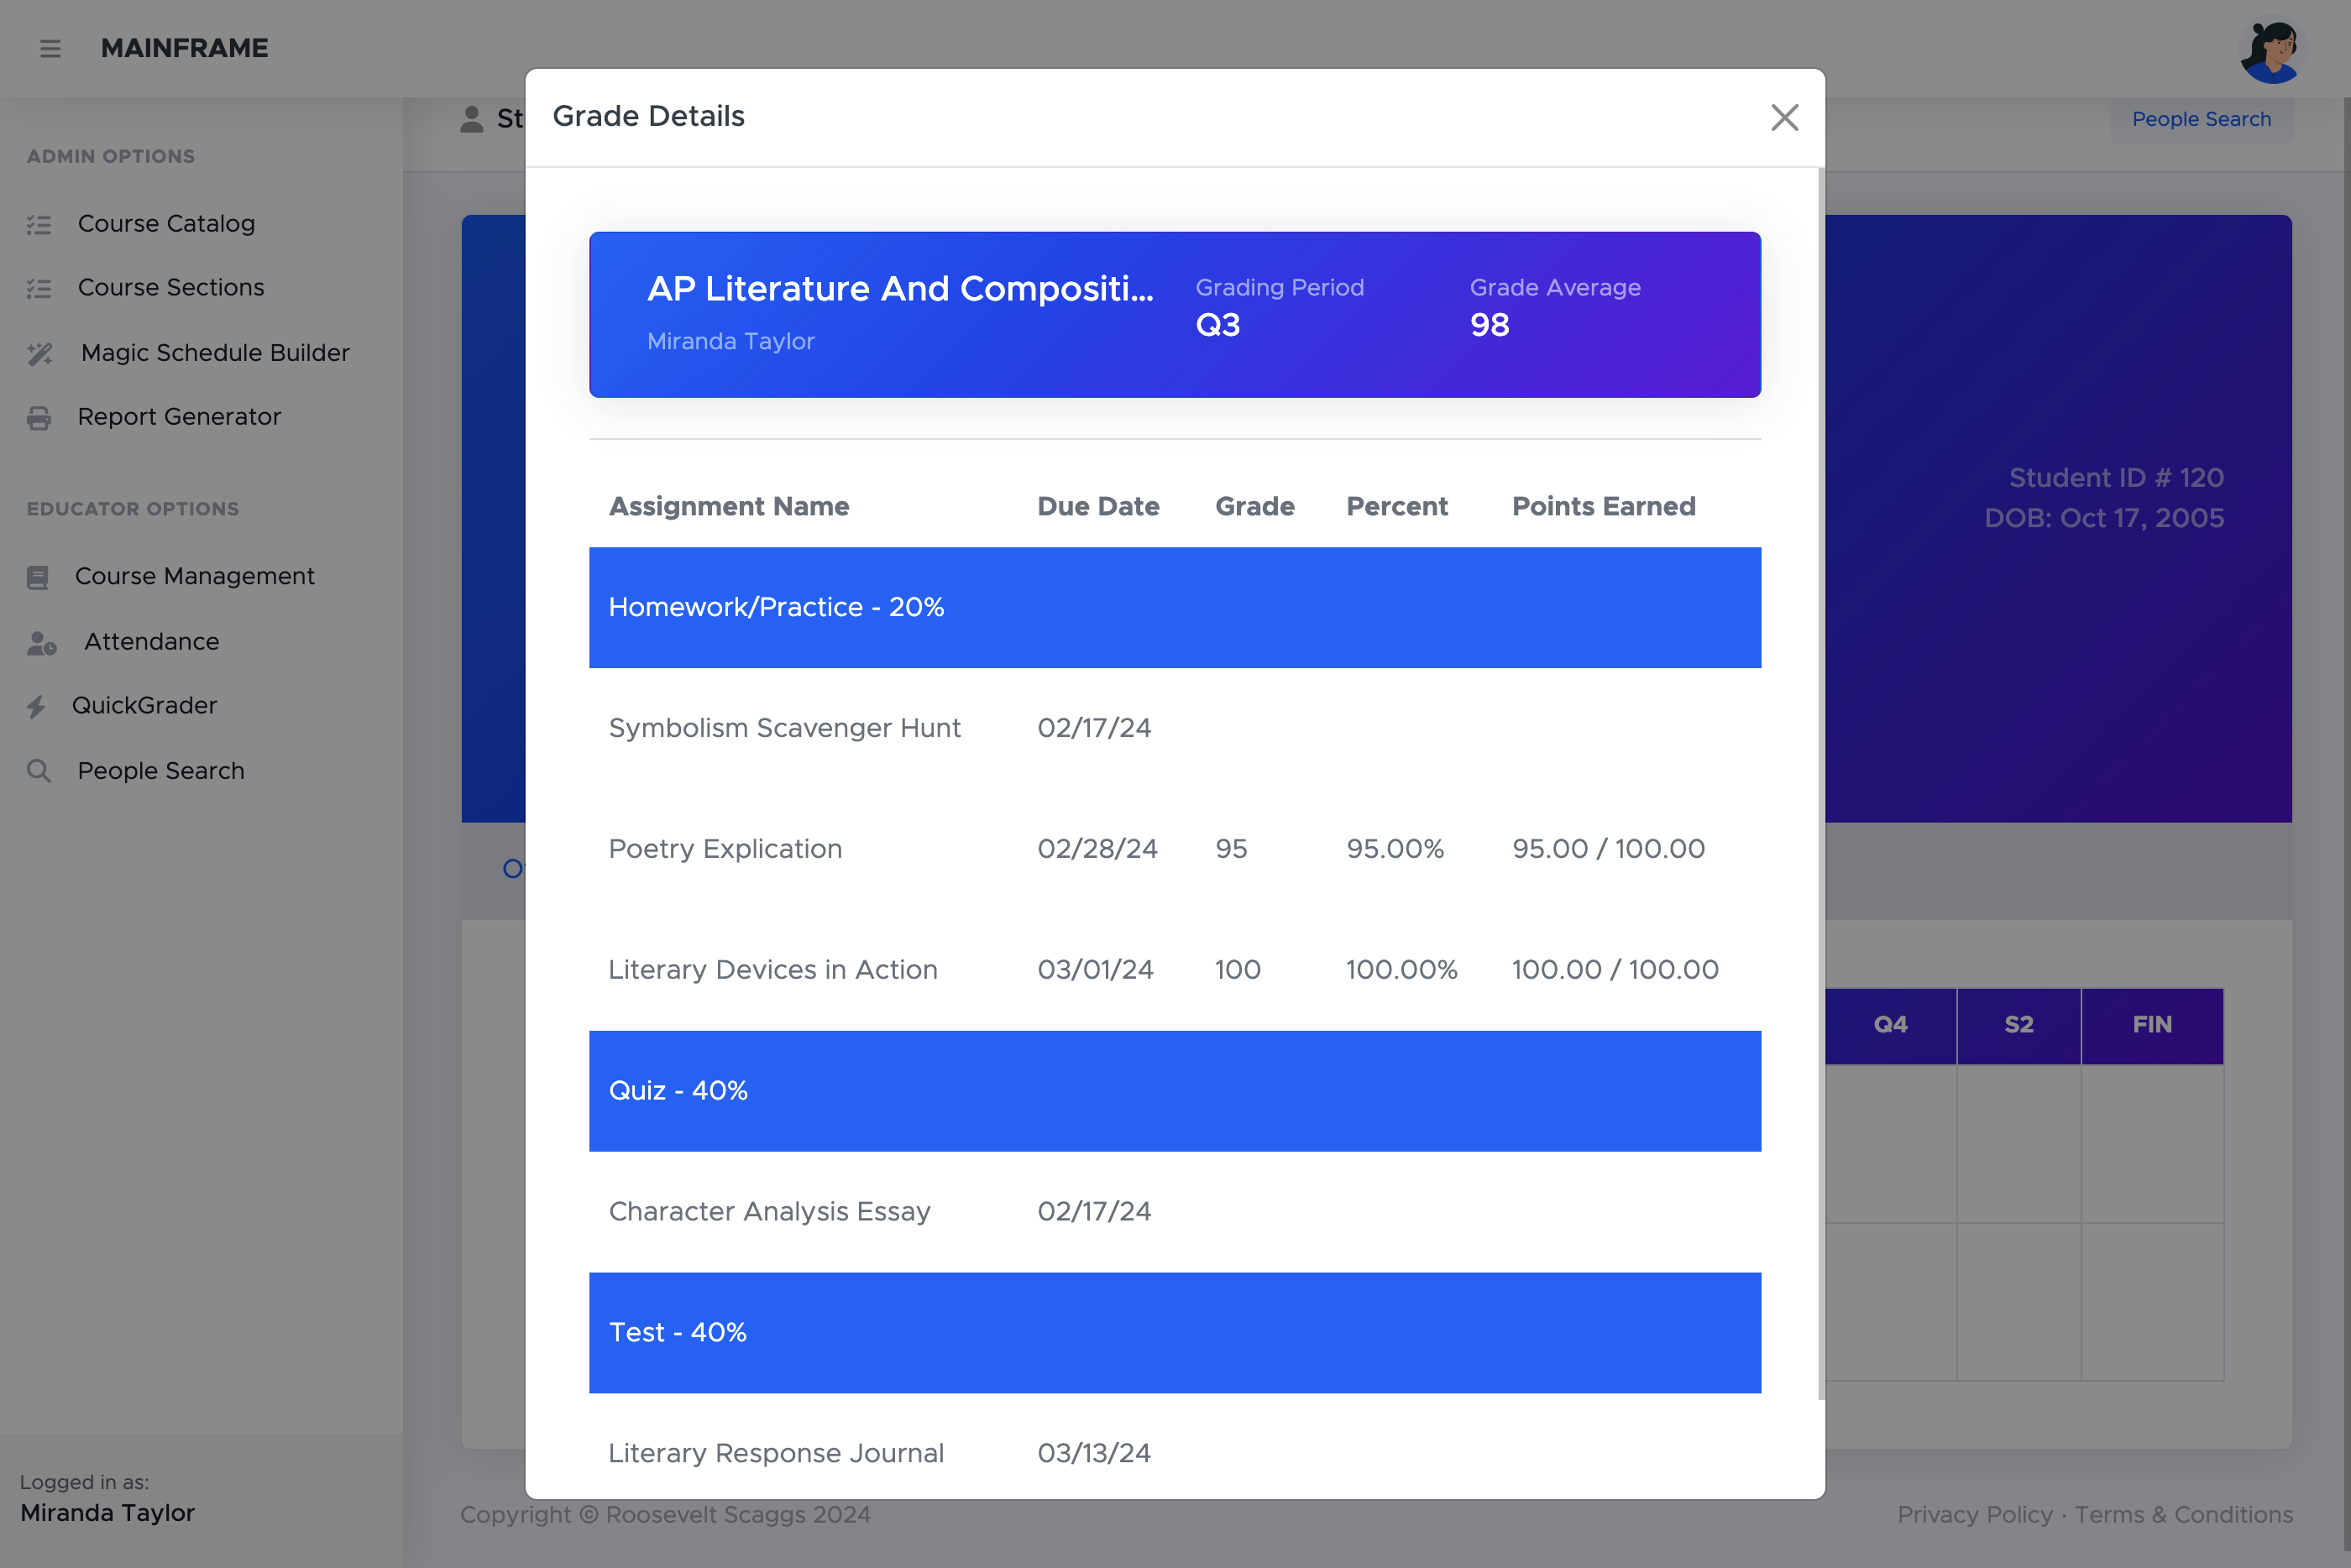 MAINFRAME
St
People Search
ADMIN OPTIONS
Course Catalog
Course Sections
Magic Schedule Builder
Report Generator
EDUCATOR OPTIONS
Course Management
Attendance
QuickGrader
People Search
Logged in as:
Miranda Taylor
Grade Details
AP Literature And Compositi...
Miranda Taylor
Grading Period
Q3
Grade Average
98
Assignment Name Due Date Grade Percent Points Earned
Homework/Practice - 20%
Symbolism Scavenger Hunt 02/17/24
Poetry Explication 02/28/24 95 95.00% 95.00 / 100.00
Literary Devices in Action 03/01/24 100 100.00% 100.00 / 100.00
Quiz - 40%
Character Analysis Essay 02/17/24
Test - 40%
Literary Response Journal 03/13/24
Student ID # 120
DOB: Oct 17, 2005
Q4 S2 FIN
Copyright © Roosevelt Scaggs 2024
Privacy Policy · Terms & Conditions